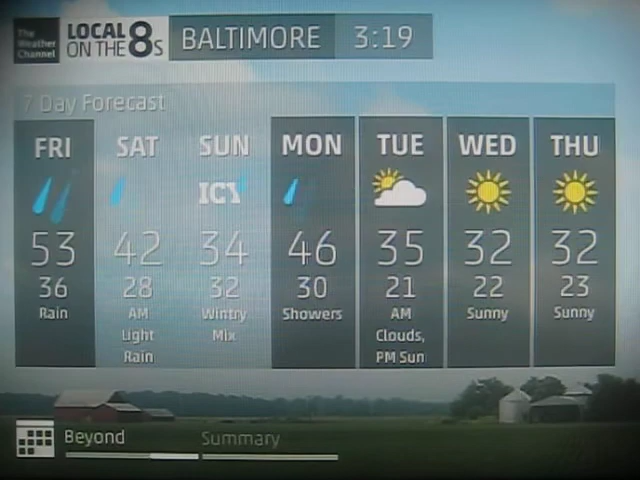 The Weather Channel
LOCAL ON THE 8s
BALTIMORE 3:19
7 Day Forecast
FRI SAT SUN MON TUE WED THU
ICY
53 42 34 46 35 32 32
36 28 32 30 21 22 23
Rain AM Wintry Showers AM Sunny Sunny
Light Mix Clouds,
Rain PM Sun
Beyond Summary